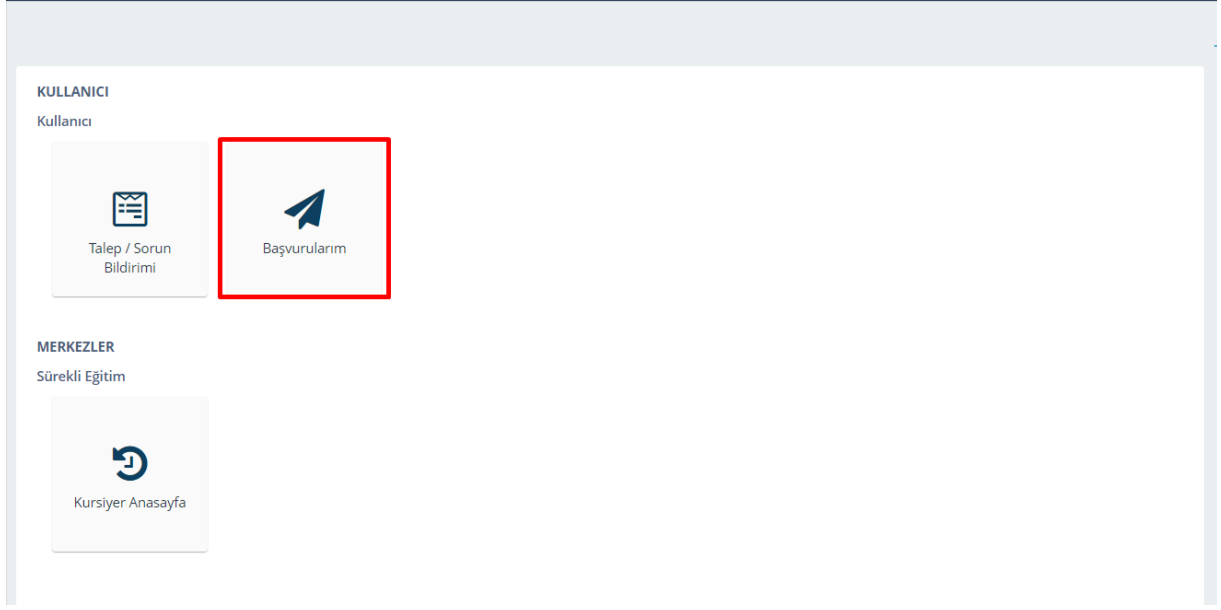 KULLANICI
Kullanıcı
Talep / Sorun
Bildirimi
Başvurularım
MERKEZLER
Sürekli Eğitim
Kursiyer Anasayfa